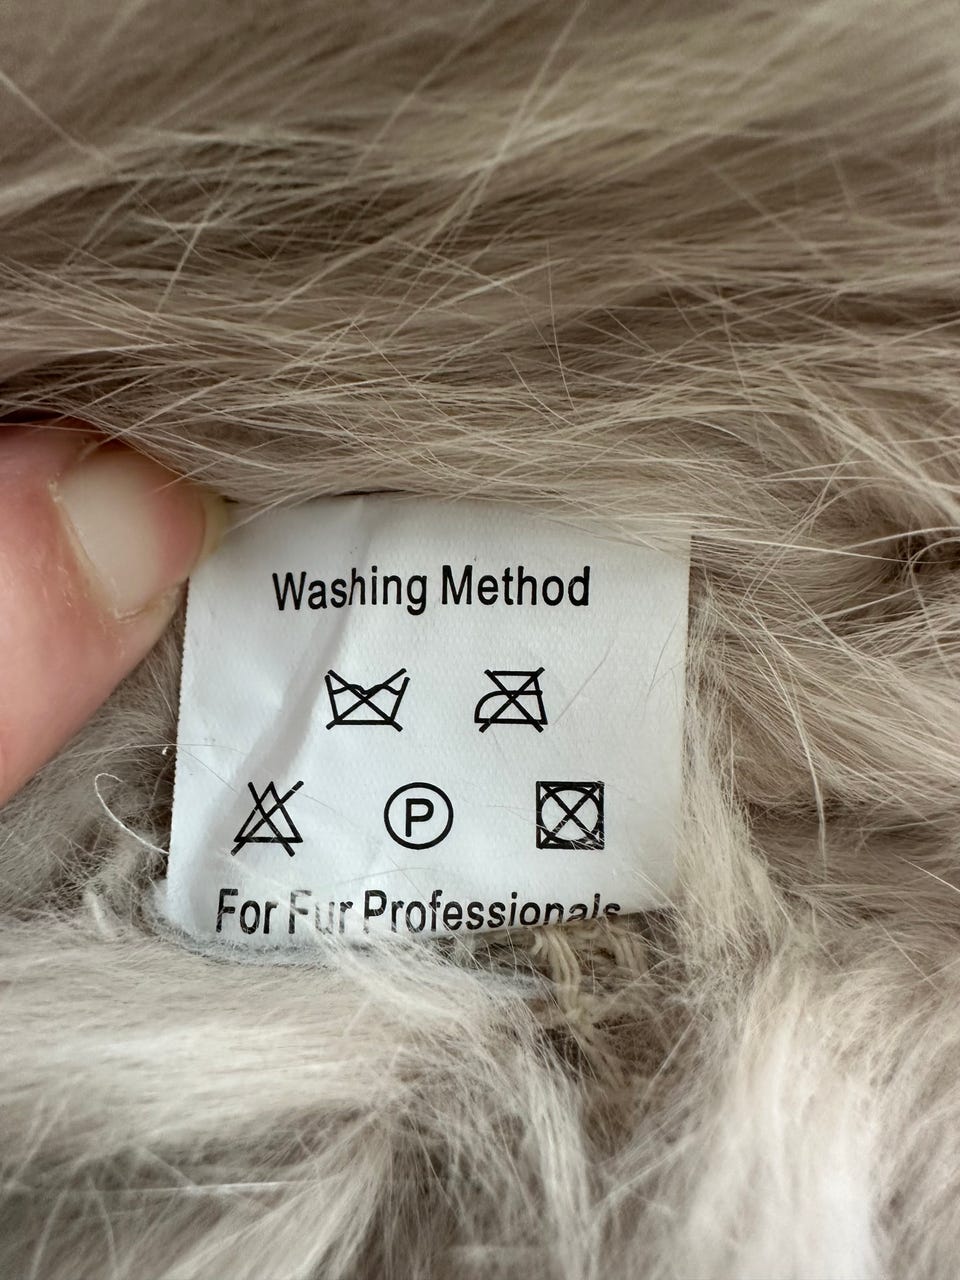 Washing Method
P
For Fur Professionals